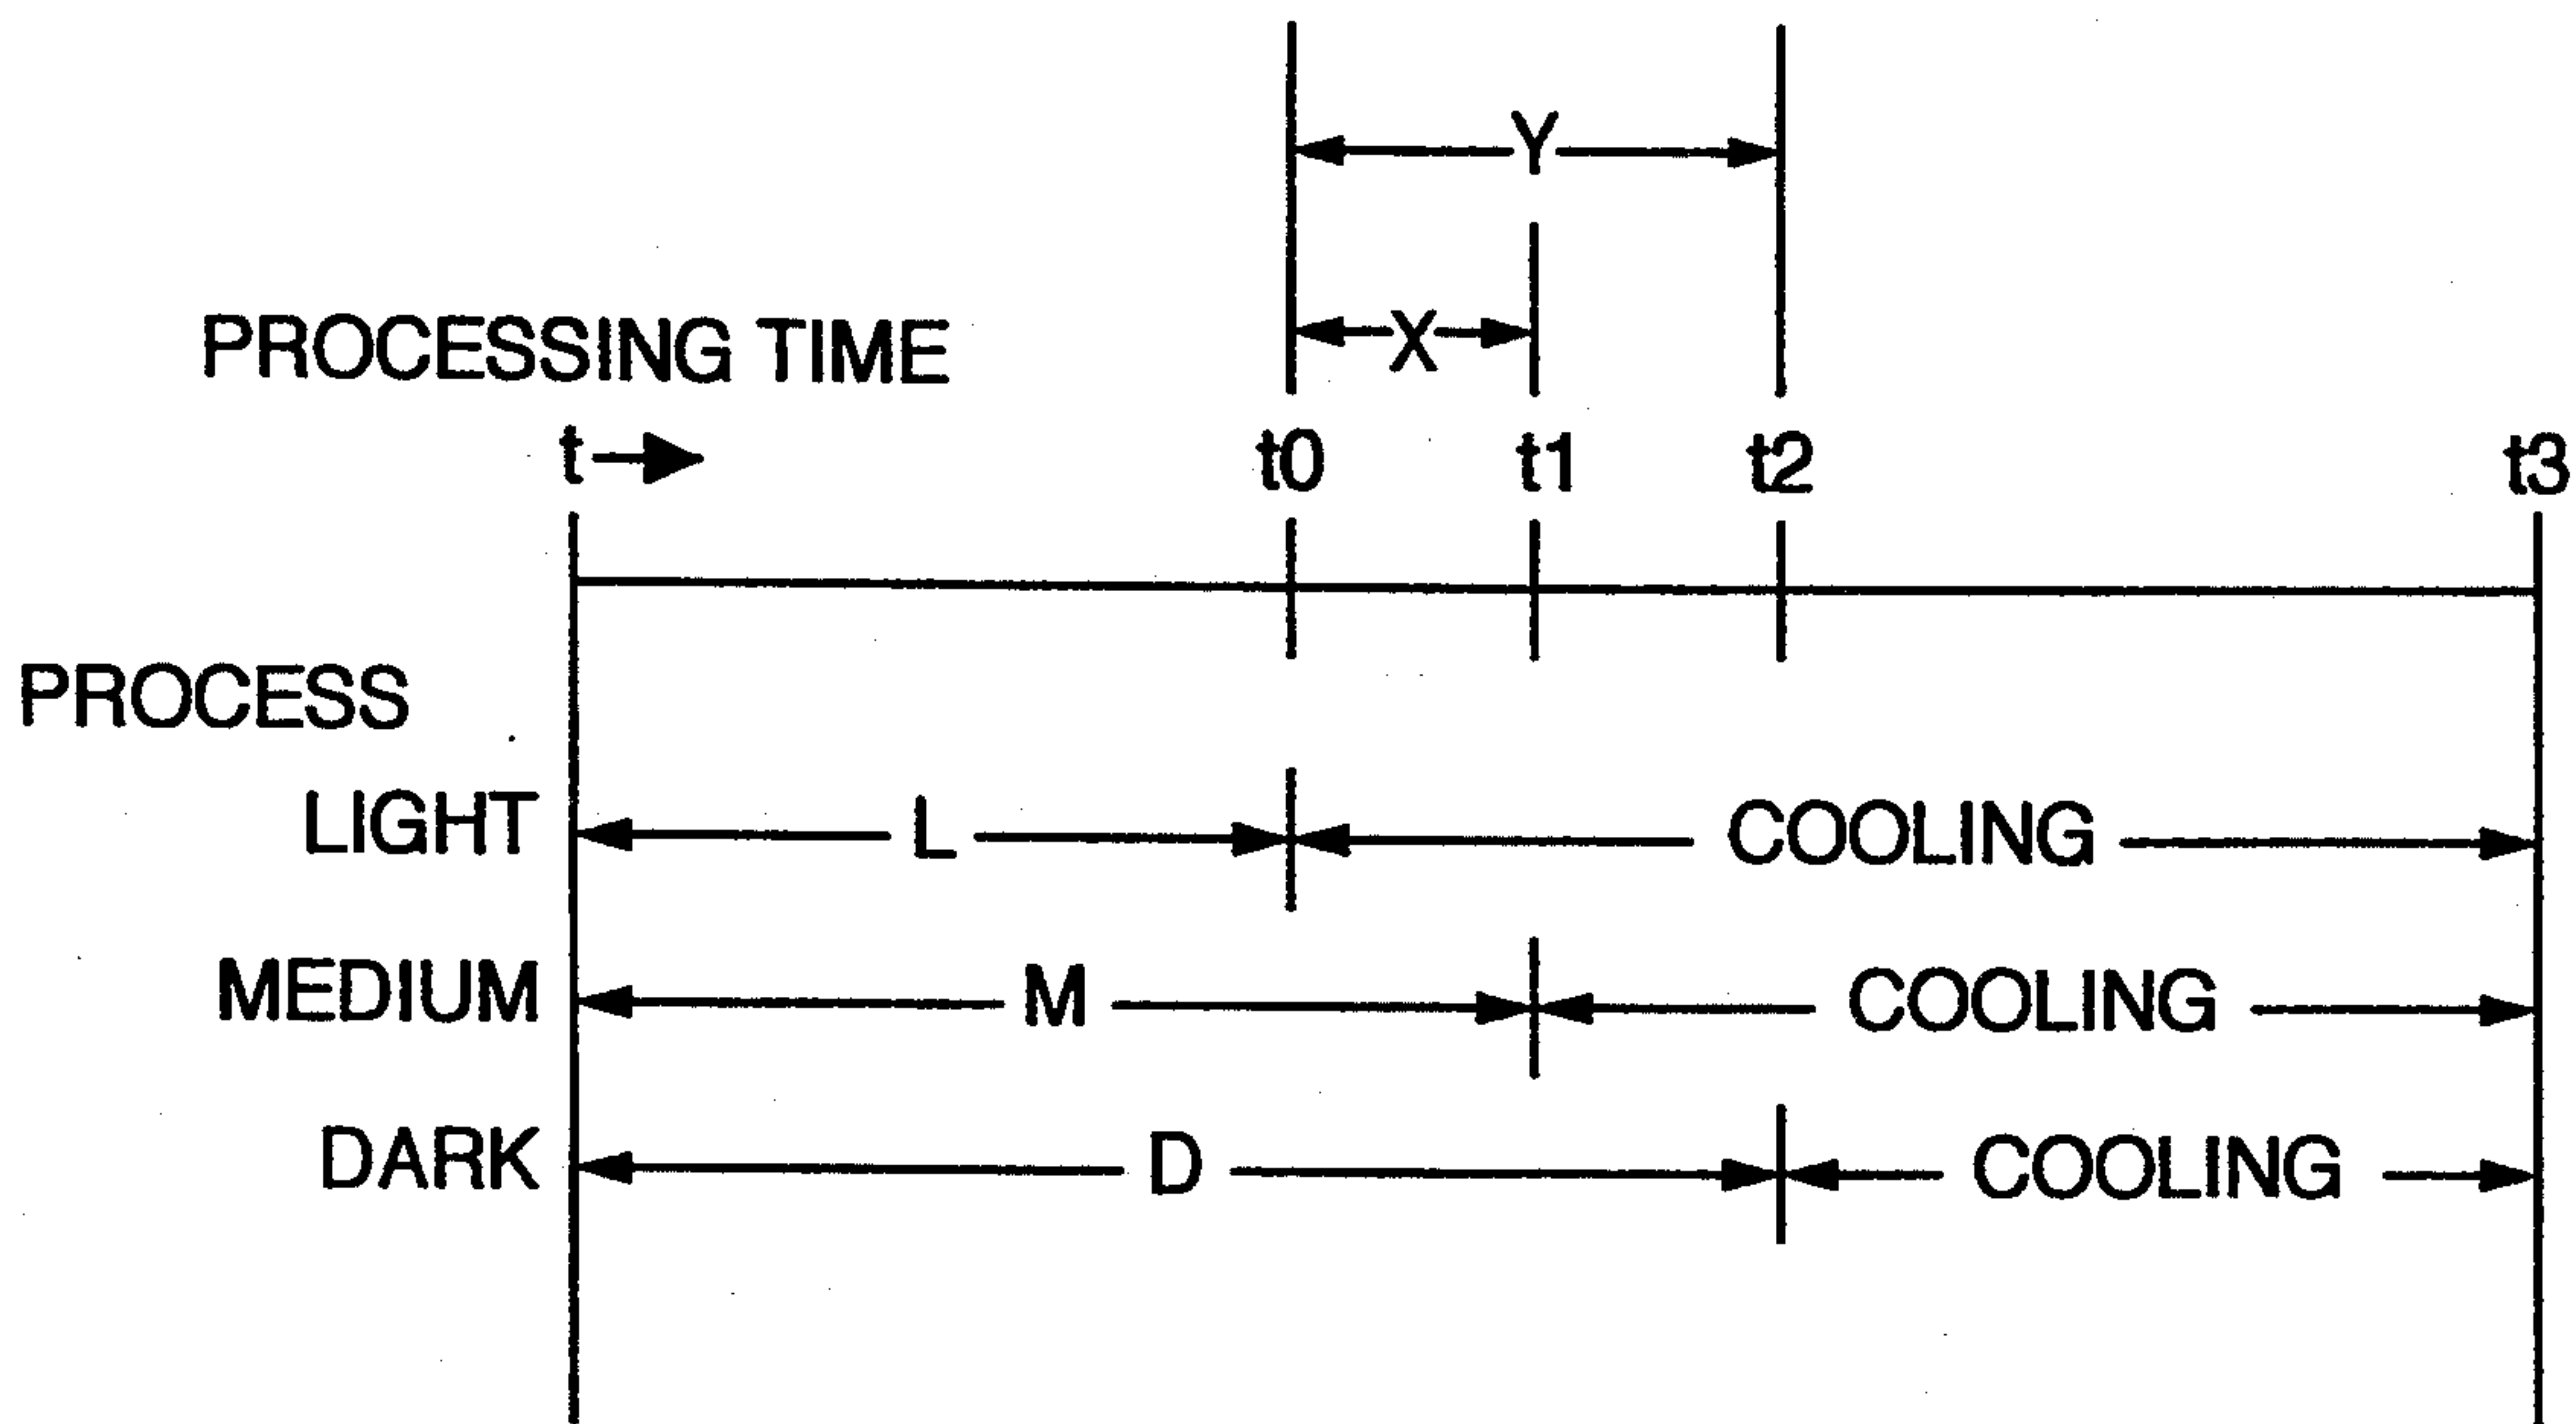 Y
X
PROCESSING TIME
t t0 t1 t2 t3
PROCESS
LIGHT L COOLING
MEDIUM M COOLING
DARK D COOLING